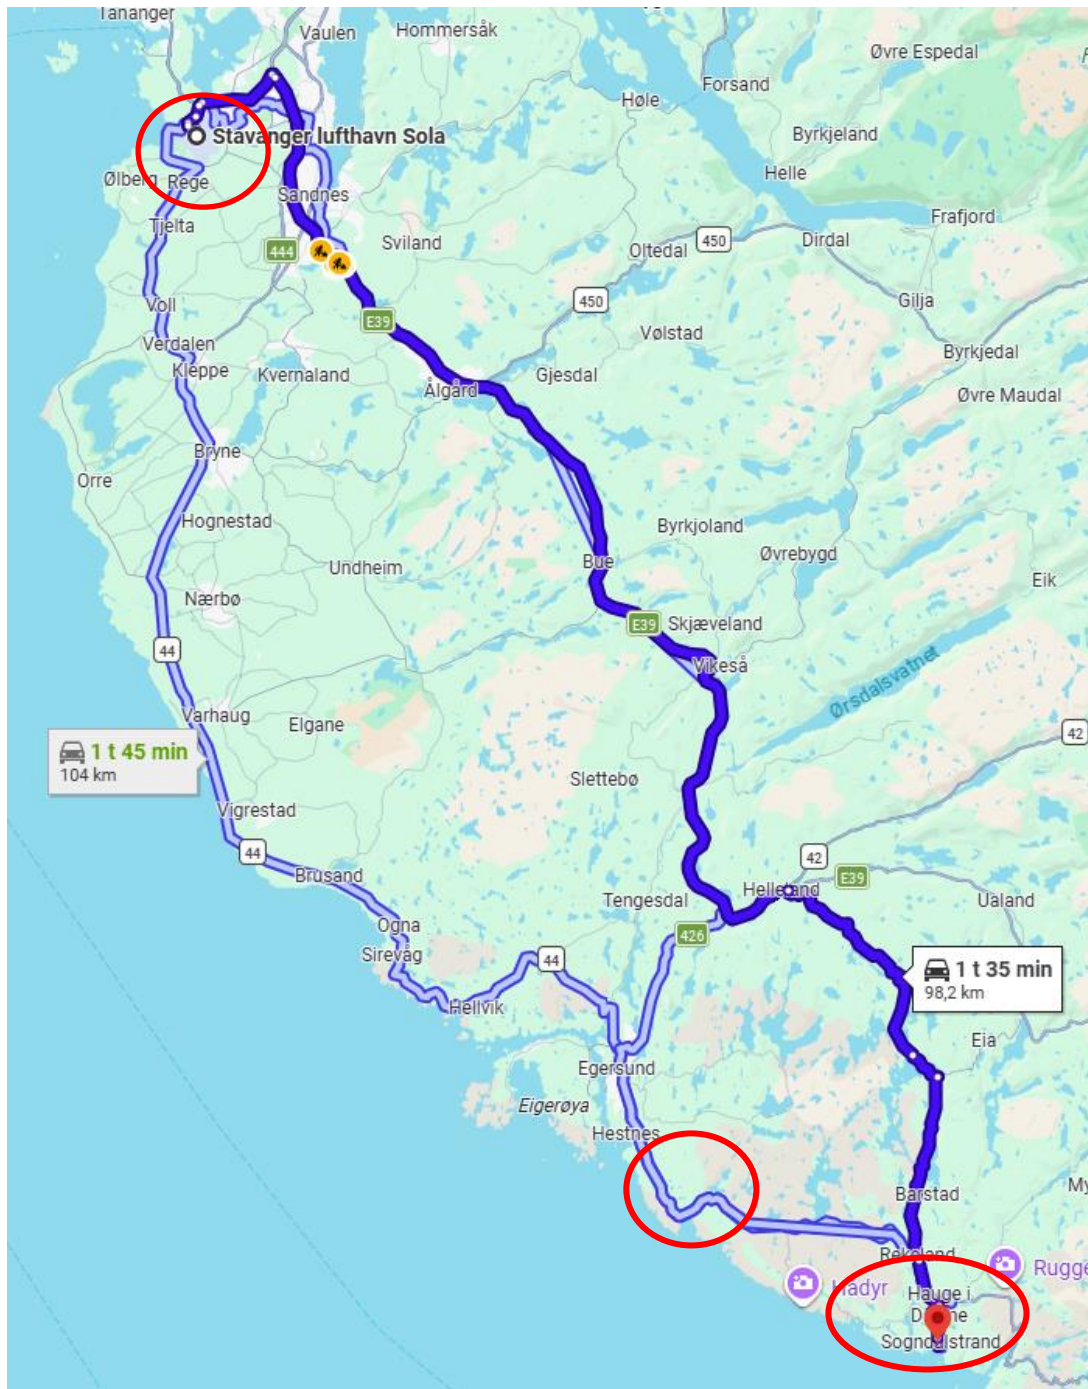 Tananger
Vaulen
Hommersåk
Øvre Espedal
Forsand
Høle
Byrkjeland
Stavanger lufthavn Sola
Helle
Ølberg
Rege
Sandnes
Frafjord
Tjelta
444
Sviland
Oltedal
450
Dirdal
450
Gilja
Voll
E39
Vølstad
Verdalen
Byrkjedal
Kleppe
Kvernaland
Ålgård
Gjesdal
Øvre Maudal
Bryne
Orre
Hognestad
Byrkjoland
Øvrebygd
Undheim
Bue
Eik
Nærbø
E39
Skjæveland
44
Vikeså
Ørsdalsvatnet
Varhaug
Elgane
42
1 t 45 min
104 km
Slettebø
Vigrestad
44
42
Brusand
E39
Helleland
Tengesdal
Ualand
Ogna
426
Sirevåg
44
1 t 35 min
98,2 km
Hellvik
Eia
Egersund
Eigerøya
Hestnes
Barstad
My
Rekeland
Rugge
Hådyr
Hauge i
Sogndalstrand